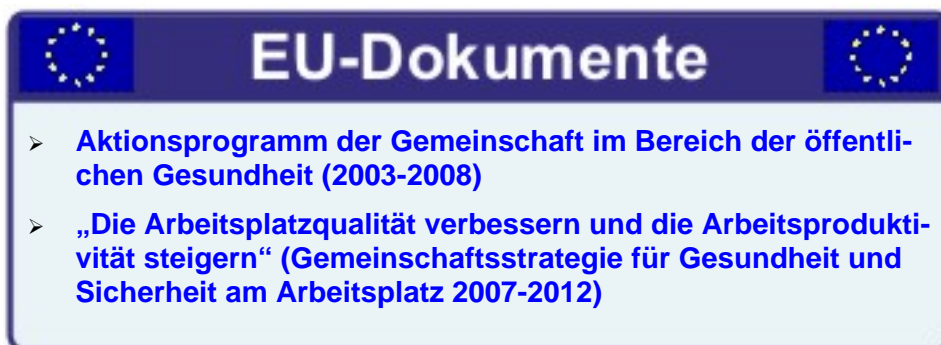 EU-Dokumente
➢ Aktionsprogramm der Gemeinschaft im Bereich der öffentli-
chen Gesundheit (2003-2008)
➢ „Die Arbeitsplatzqualität verbessern und die Arbeitsprodukti-
vität steigern“ (Gemeinschaftsstrategie für Gesundheit und
Sicherheit am Arbeitsplatz 2007-2012)